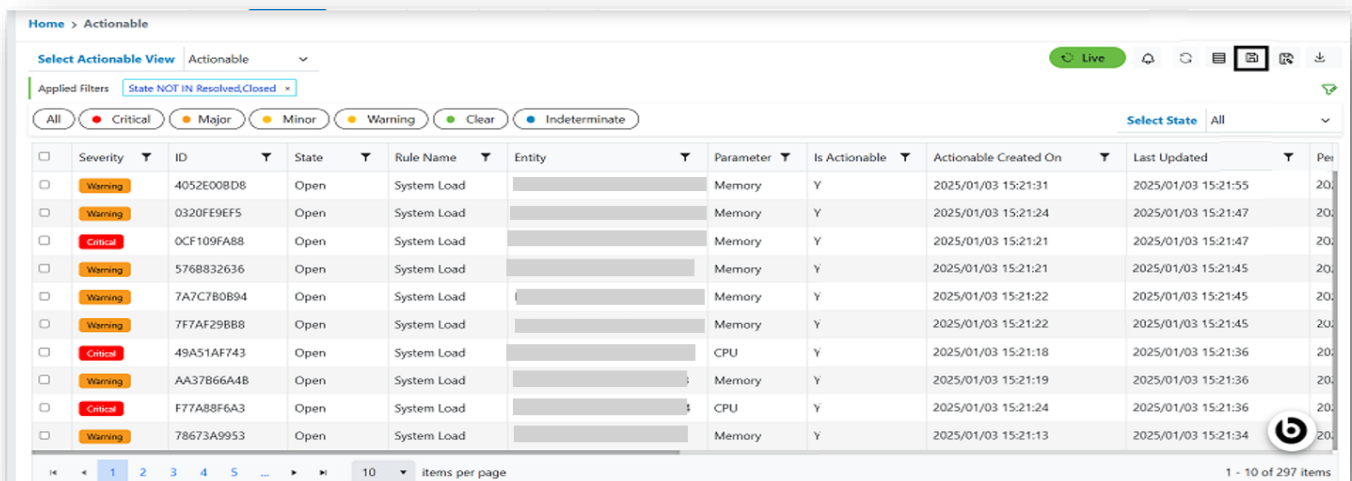 Home > Actionable
Select Actionable View Actionable Live
Applied Filters State NOT IN Resolved,Closed ×
All Critical Major Minor Warning Clear Indeterminate Select State All
Severity ID State Rule Name Entity Parameter Is Actionable Actionable Created On Last Updated Per
Warning 4052E00BD8 Open System Load Memory Y 2025/01/03 15:21:31 2025/01/03 15:21:55 202
Warning 0320FE9EF5 Open System Load Memory Y 2025/01/03 15:21:24 2025/01/03 15:21:47 202
Critical 0CF109FA88 Open System Load Memory Y 2025/01/03 15:21:21 2025/01/03 15:21:47 202
Warning 576B832636 Open System Load Memory Y 2025/01/03 15:21:21 2025/01/03 15:21:45 202
Warning 7A7C7B0B94 Open System Load Memory Y 2025/01/03 15:21:22 2025/01/03 15:21:45 202
Warning 7F7AF29BB8 Open System Load Memory Y 2025/01/03 15:21:22 2025/01/03 15:21:45 202
Critical 49A51AF743 Open System Load CPU Y 2025/01/03 15:21:18 2025/01/03 15:21:36 202
Warning AA37B66A4B Open System Load Memory Y 2025/01/03 15:21:19 2025/01/03 15:21:36 202
Critical F77A88F6A3 Open System Load 4 CPU Y 2025/01/03 15:21:24 2025/01/03 15:21:36 202
Warning 78673A9953 Open System Load Memory Y 2025/01/03 15:21:13 2025/01/03 15:21:34 202
1 2 3 4 5 ... 10 items per page 1 - 10 of 297 items